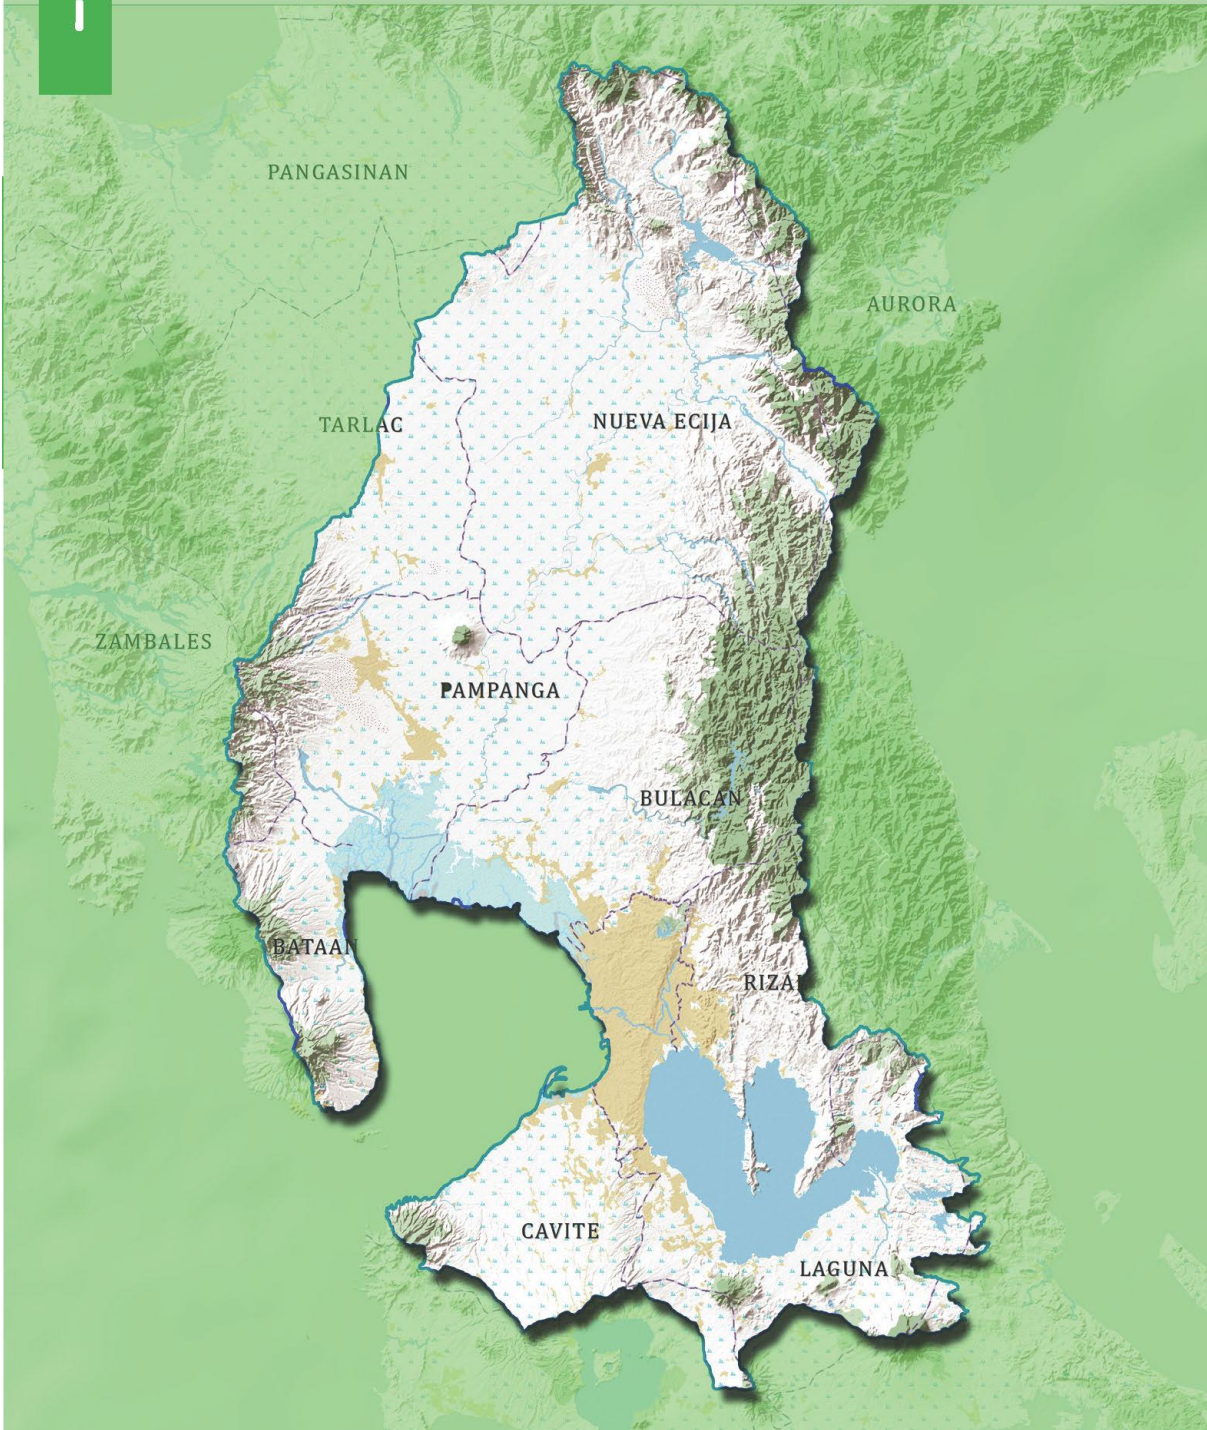 PANGASINAN
AURORA
TARLAC
NUEVA ECIJA
ZAMBALES
PAMPANGA
BULACAN
BATAAN
RIZA
CAVITE
LAGUNA